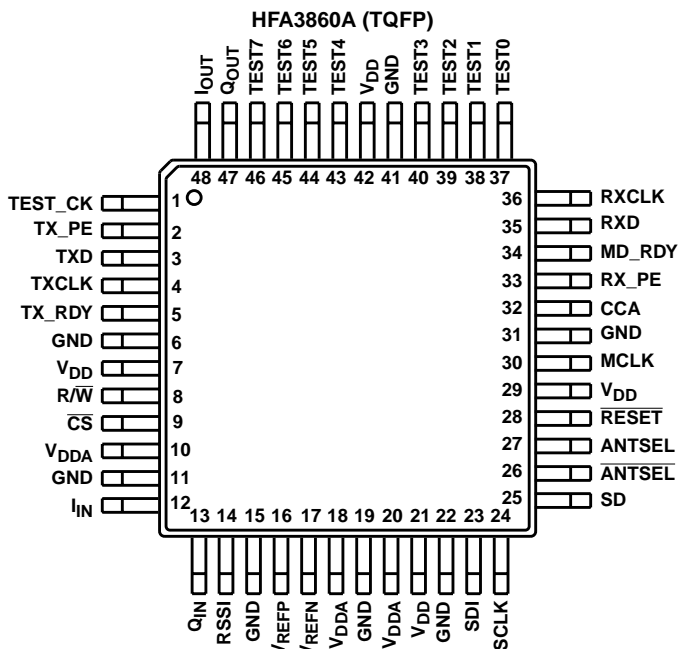 HFA3860A (TQFP)
IOUT
QOUT
TEST7
TEST6
TEST5
TEST4
VDD
GND
TEST3
TEST2
TEST1
TEST0
48 47 46 45 44 43 42 41 40 39 38 37
TEST_CK 1
TX_PE 2
TXD 3
TXCLK 4
TX_RDY 5
GND 6
VDD 7
R/W̅ 8
C̅S̅ 9
VDDA 10
GND 11
IIN 12
36 RXCLK
35 RXD
34 MD_RDY
33 RX_PE
32 CCA
31 GND
30 MCLK
29 VDD
28 R̅E̅S̅E̅T̅
27 ANTSEL
26 A̅N̅T̅S̅E̅L̅
25 SD
13 14 15 16 17 18 19 20 21 22 23 24
QIN
RSSI
GND
VREFP
VREFN
VDDA
GND
VDDA
VDD
GND
SDI
SCLK